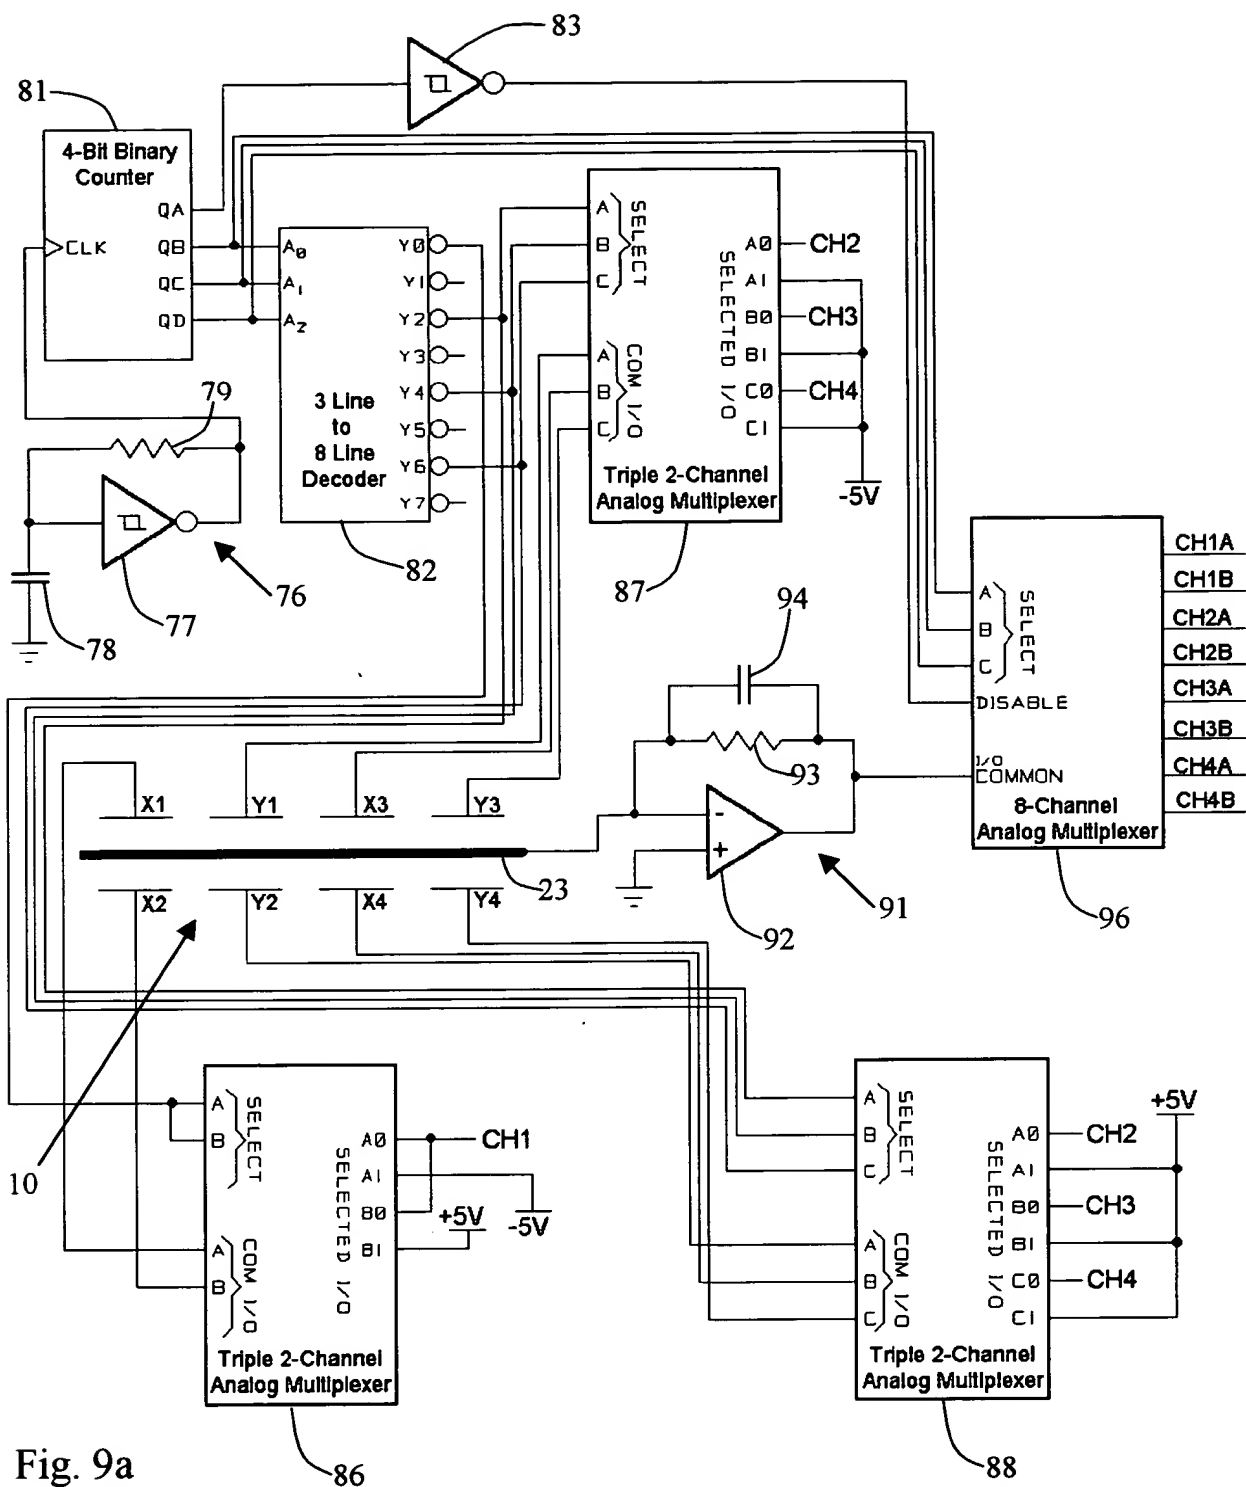 83
81
4-Bit Binary
Counter
QA
QB
QC
QD
CLK
A0
A1
A2
Y0
Y1
Y2
Y3
Y4
Y5
Y6
Y7
3 Line
to
8 Line
Decoder
82
79
76
77
78
A
B
C
SELECT
A
B
C
COM I/O
SELECTED I/O
A0
A1
B0
B1
C0
C1
CH2
CH3
CH4
-5V
Triple 2-Channel
Analog Multiplexer
87
94
93
-
+
92
91
A
B
C
SELECT
DISABLE
I/O
COMMON
8-Channel
Analog Multiplexer
96
CH1A
CH1B
CH2A
CH2B
CH3A
CH3B
CH4A
CH4B
X1
Y1
X3
Y3
X2
Y2
X4
Y4
23
10
A
B
SELECT
A
B
COM I/O
SELECTED I/O
A0
A1
B0
B1
CH1
-5V
+5V
Triple 2-Channel
Analog Multiplexer
86
A
B
C
SELECT
A
B
C
COM I/O
SELECTED I/O
A0
A1
B0
B1
C0
C1
CH2
CH3
CH4
+5V
Triple 2-Channel
Analog Multiplexer
88
Fig. 9a